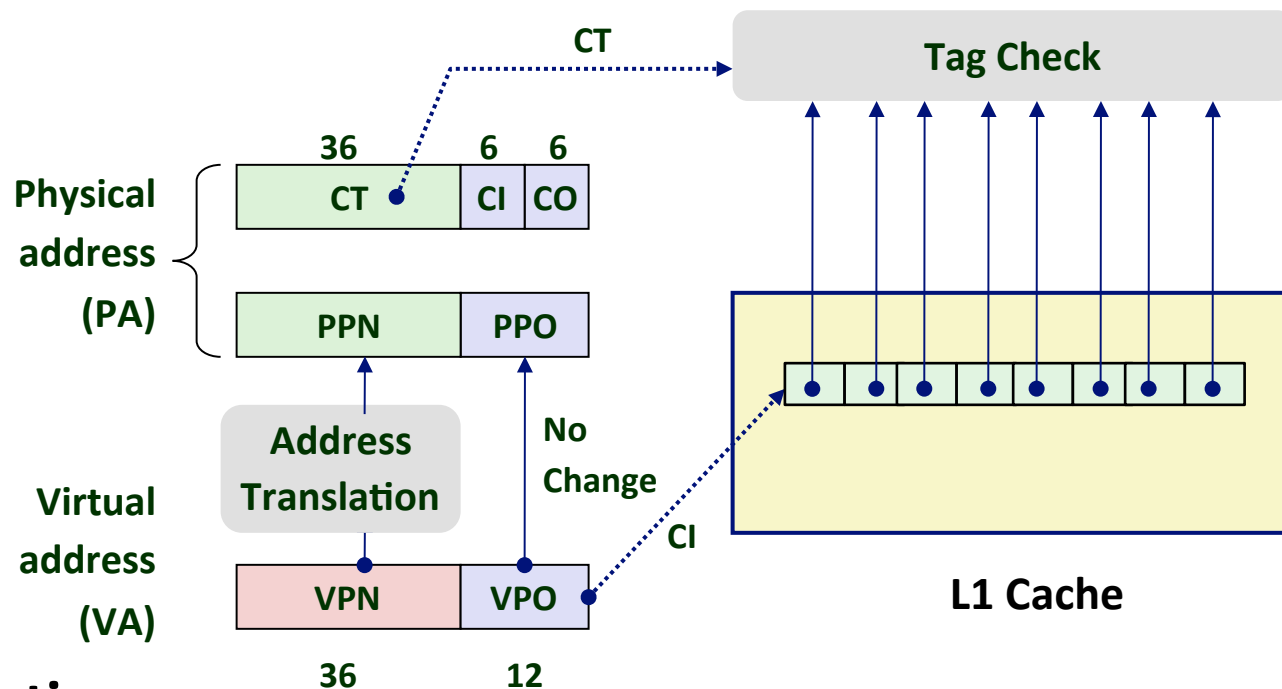 CT
Tag Check
36 6 6
Physical
address
(PA)
CT CI CO
PPN PPO
Address
Translation
No
Change
Virtual
address
(VA)
CI
VPN VPO
L1 Cache
36 12